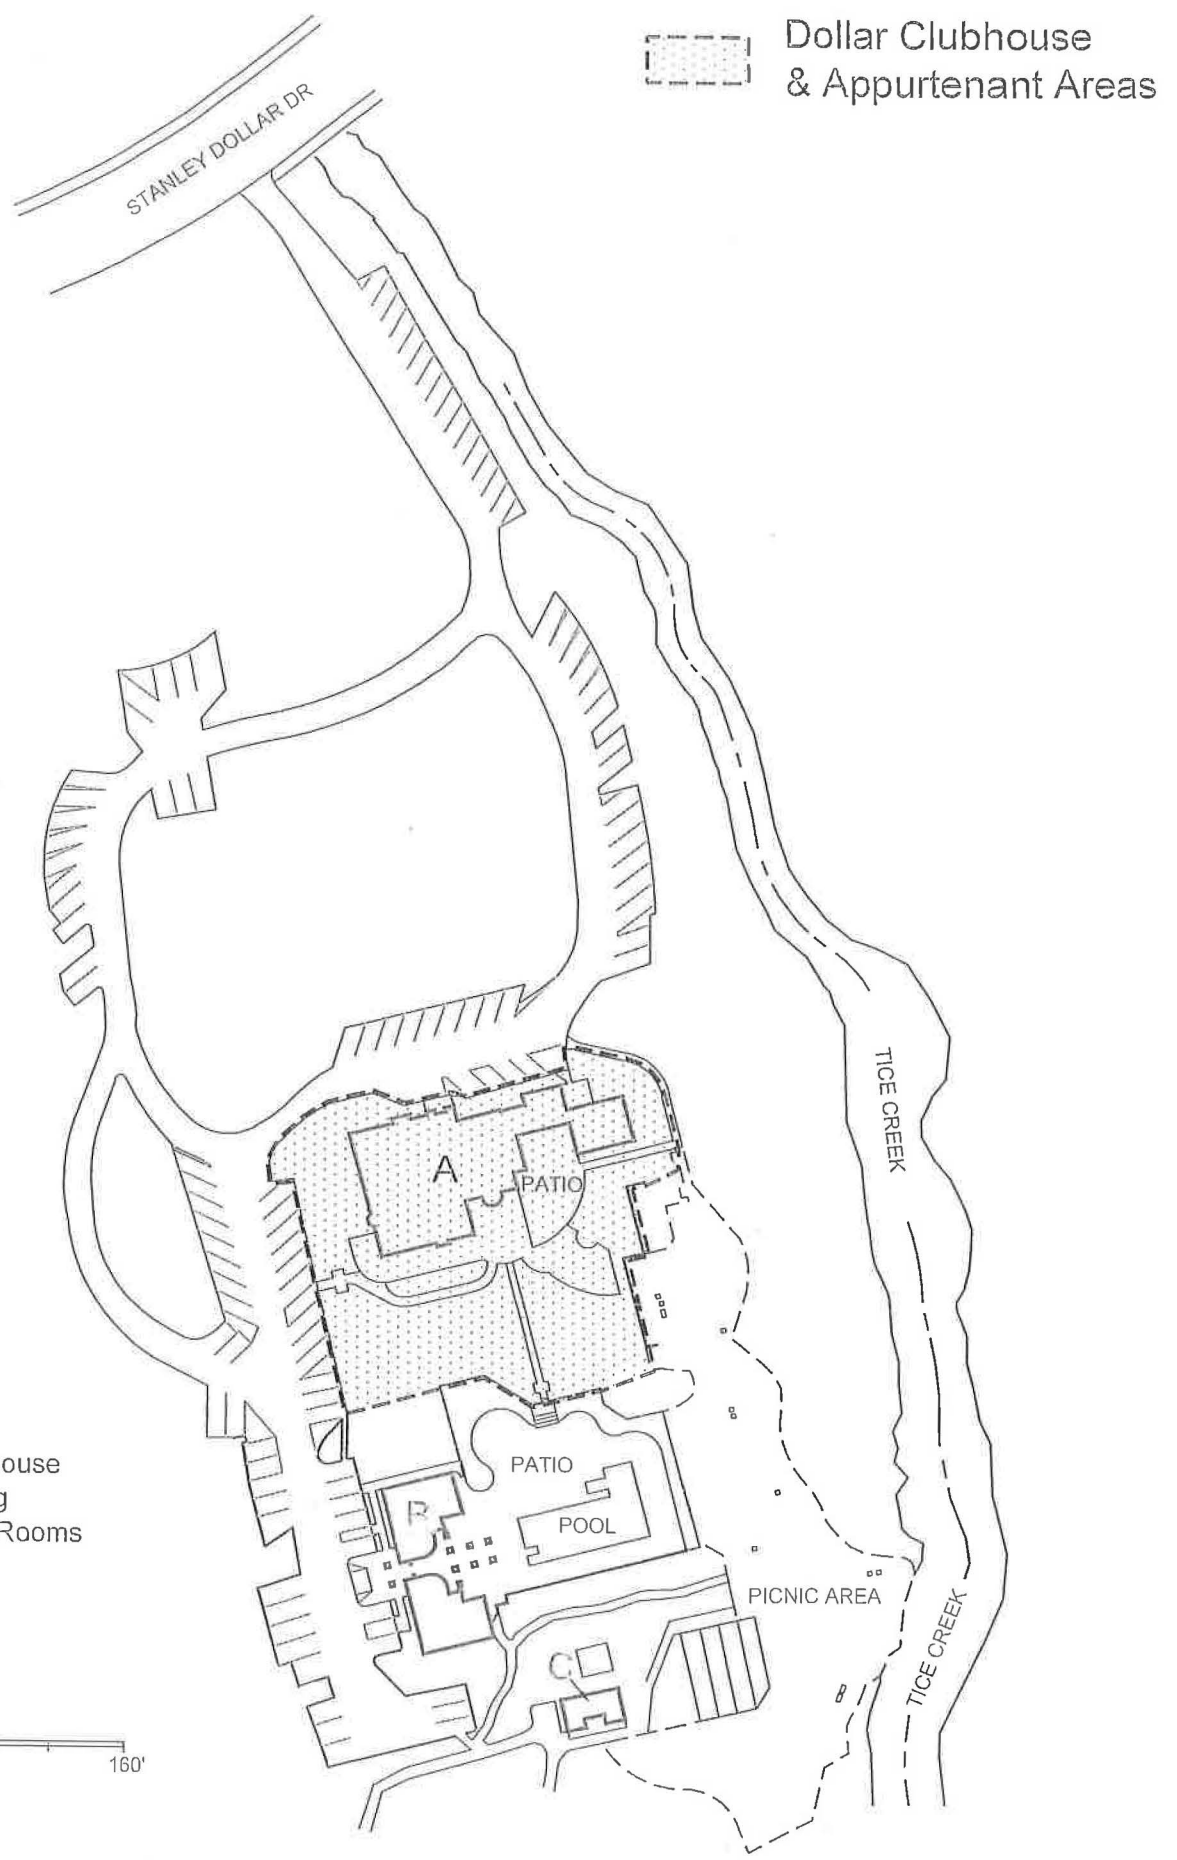 Dollar Clubhouse
& Appurtenant Areas
STANLEY DOLLAR DR
TICE CREEK
A
PATIO
ouse
g
Rooms
PATIO
B
POOL
PICNIC AREA
TICE CREEK
C
160'